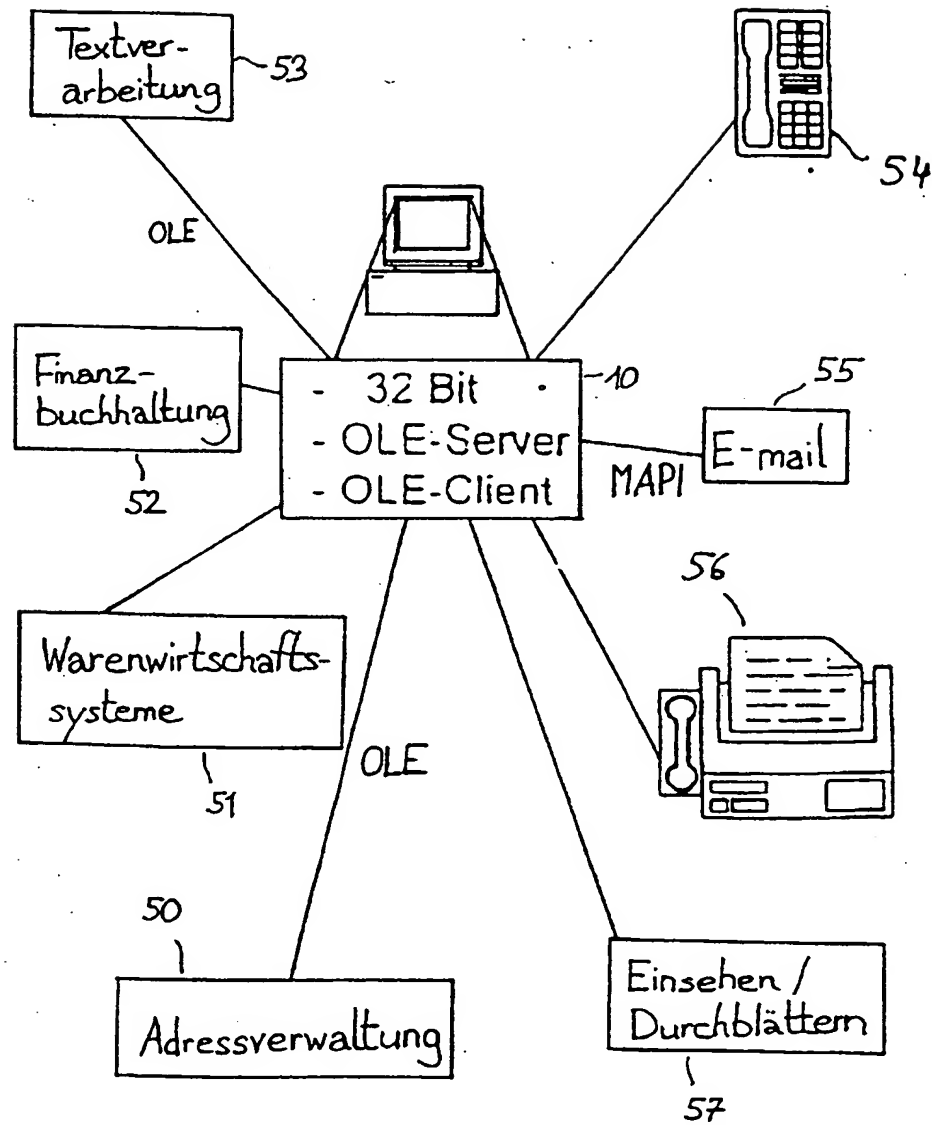 Textver-
arbeitung
53
54
OLE
Finanz-
buchhaltung
52
- 32 Bit
- OLE-Server
- OLE-Client
10
55
E-mail
MAPI
56
Warenwirtschafts-
systeme
51
OLE
50
Adressverwaltung
Einsehen /
Durchblättern
57